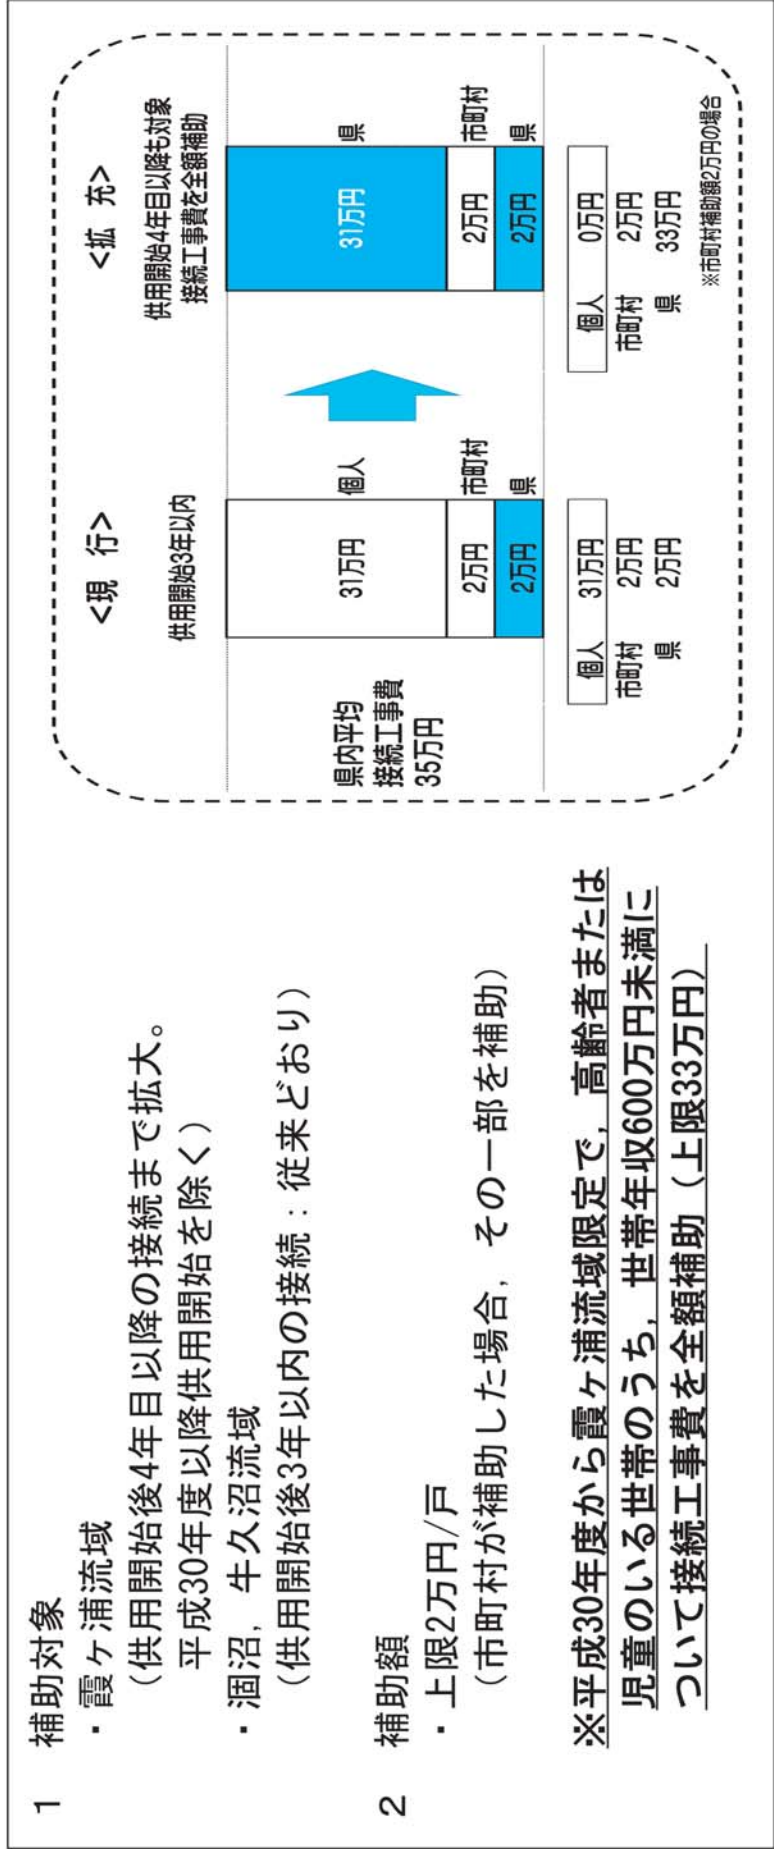 1 補助対象
・霞ヶ浦流域
(供用開始後4年目以降の接続まで拡大。
平成30年度以降供用開始を除く)
・涸沼，牛久沼流域
(供用開始後3年以内の接続：従来どおり)
2 補助額
・上限2万円/戸
(市町村が補助した場合，その一部を補助)
※平成30年度から霞ヶ浦流域限定で，高齢者または
児童のいる世帯のうち，世帯年収600万円未満に
ついて接続工事費を全額補助（上限33万円）
<現 行>
供用開始3年以内
県内平均
接続工事費
35万円
31万円 個人
2万円 市町村
2万円 県
個人 31万円
市町村 2万円
県 2万円
<拡 充>
供用開始4年目以降も対象
接続工事費を全額補助
31万円 県
2万円 市町村
2万円 県
個人 0万円
市町村 2万円
県 33万円
※市町村補助額2万円の場合